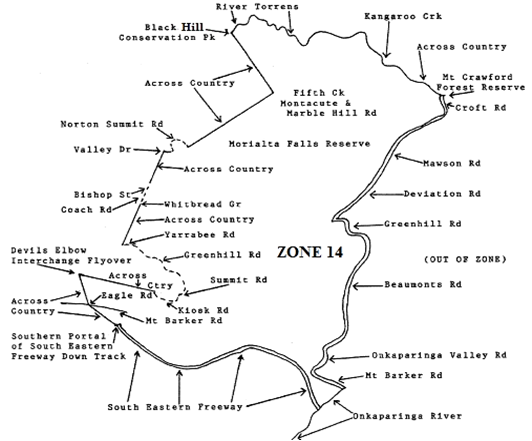 River Torrens
Black Hill
Conservation Pk
Kangaroo Crk
Across Country
Mt Crawford
Forest Reserve
Across Country
Fifth Ck
Montacute &
Marble Hill Rd
Croft Rd
Norton Summit Rd
Morialta Falls Reserve
Valley Dr
Mawson Rd
Across Country
Bishop St
Deviation Rd
Coach Rd
Whitbread Gr
Across Country
Greenhill Rd
Yarrabee Rd
Devils Elbow
Interchange Flyover
Greenhill Rd
ZONE 14
(OUT OF ZONE)
Across
Ctry
Summit Rd
Beaumonts Rd
Eagle Rd
Across
Country
Kiosk Rd
Mt Barker Rd
Southern Portal
of South Eastern
Freeway Down Track
Onkaparinga Valley Rd
Mt Barker Rd
South Eastern Freeway
Onkaparinga River